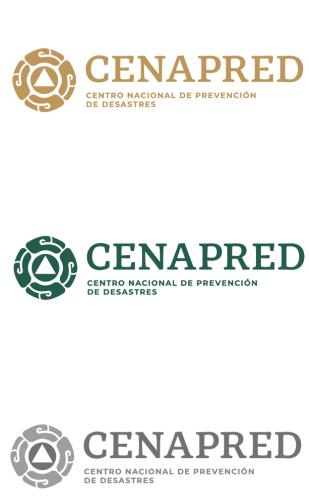 CENAPRED
CENTRO NACIONAL DE PREVENCIÓN
DE DESASTRES
CENAPRED
CENTRO NACIONAL DE PREVENCIÓN
DE DESASTRES
CENAPRED
CENTRO NACIONAL DE PREVENCIÓN
DE DESASTRES